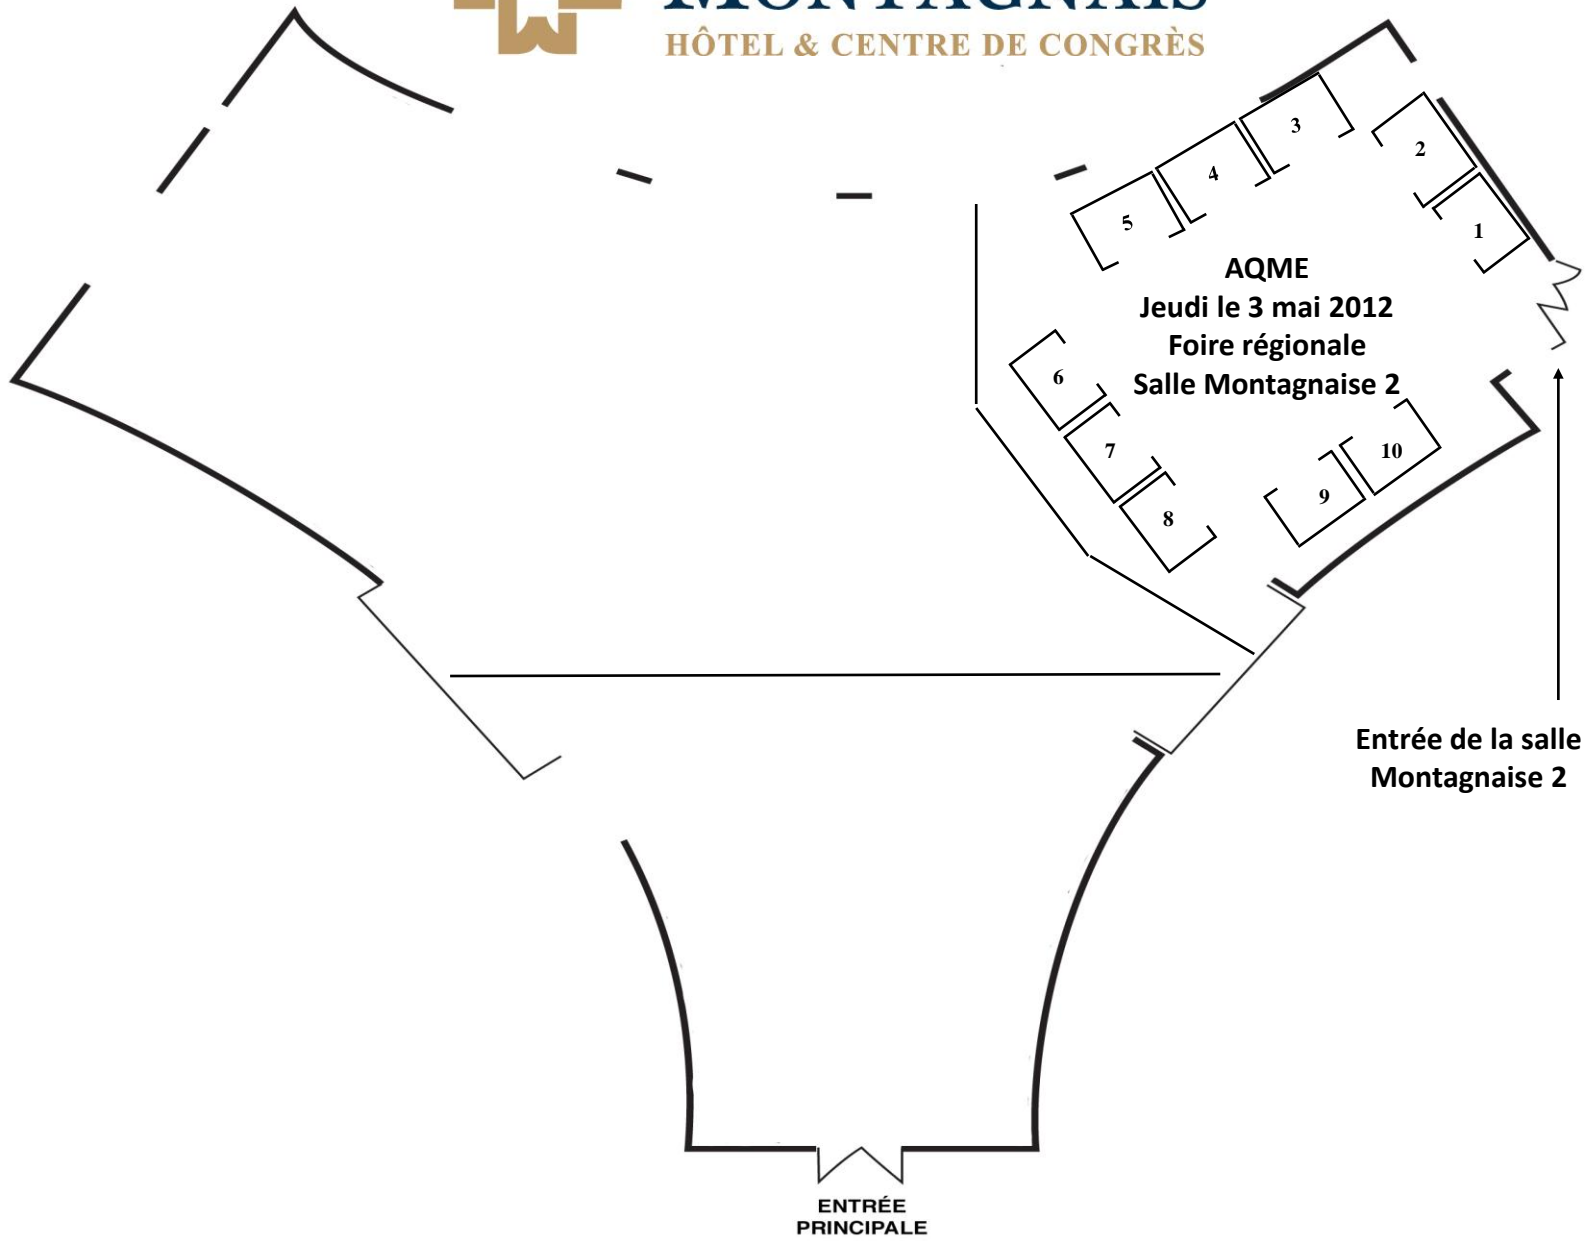 MONTAGNAIS
HÔTEL & CENTRE DE CONGRÈS
3
2
4
5
1
AQME
Jeudi le 3 mai 2012
Foire régionale
Salle Montagnaise 2
6
7
10
9
8
Entrée de la salle
Montagnaise 2
ENTRÉE
PRINCIPALE